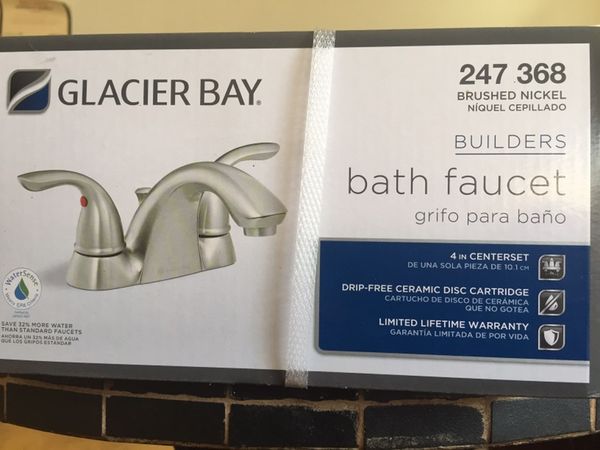 GLACIER BAY®
247 368
BRUSHED NICKEL
NÍQUEL CEPILLADO
BUILDERS
bath faucet
grifo para baño
4 IN CENTERSET
DE UNA SOLA PIEZA DE 10.1 CM
DRIP-FREE CERAMIC DISC CARTRIDGE
CARTUCHO DE DISCO DE CERÁMICA
QUE NO GOTEA
LIMITED LIFETIME WARRANTY
GARANTÍA LIMITADA DE POR VIDA
WaterSense
SAVE 32% MORE WATER
THAN STANDARD FAUCETS
AHORRA UN 32% MÁS DE AGUA
QUE LOS GRIFOS ESTÁNDAR